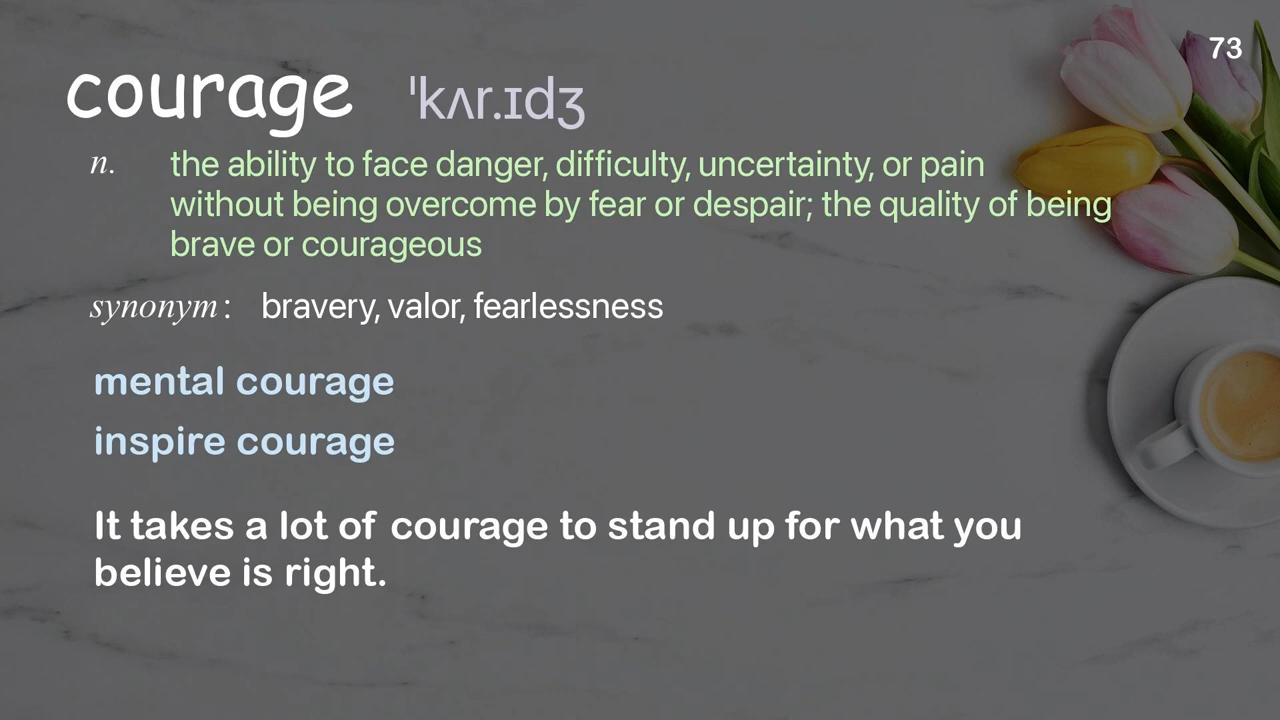 73
courage ˈkʌr.ɪdʒ
n. the ability to face danger, difficulty, uncertainty, or pain
without being overcome by fear or despair; the quality of being
brave or courageous
synonym: bravery, valor, fearlessness
mental courage
inspire courage
It takes a lot of courage to stand up for what you
believe is right.